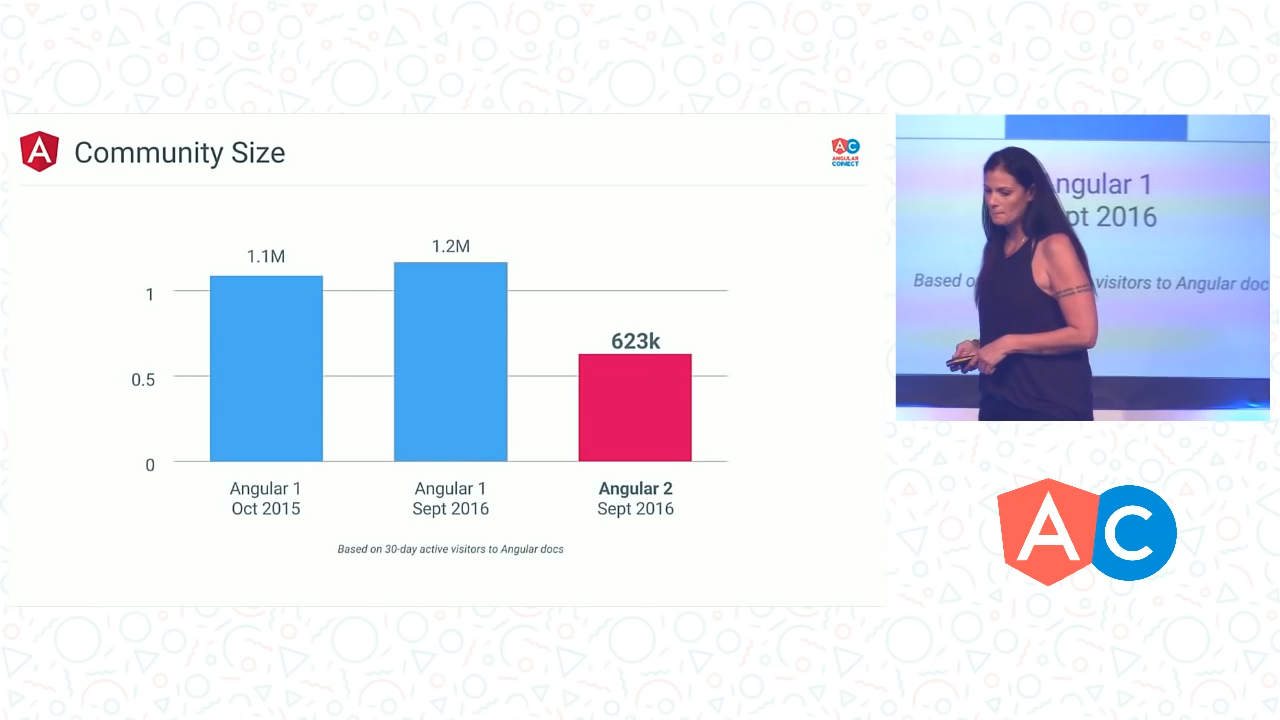 A
Community Size
AC
ANGULAR
CONNECT
1.1M
1.2M
623k
1
0.5
0
Angular 1
Oct 2015
Angular 1
Sept 2016
Angular 2
Sept 2016
Based on 30-day active visitors to Angular docs
ngular 1
pt 2016
Based o visitors to Angular doc
AC